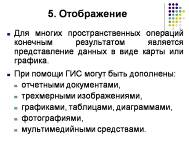 5. Отображение
Для многих пространственных операций
конечным результатом является
представление данных в виде карты или
графика.
При помощи ГИС могут быть дополнены:
отчетными документами,
трехмерными изображениями,
графиками, таблицами, диаграммами,
фотографиями,
мультимедийными средствами.